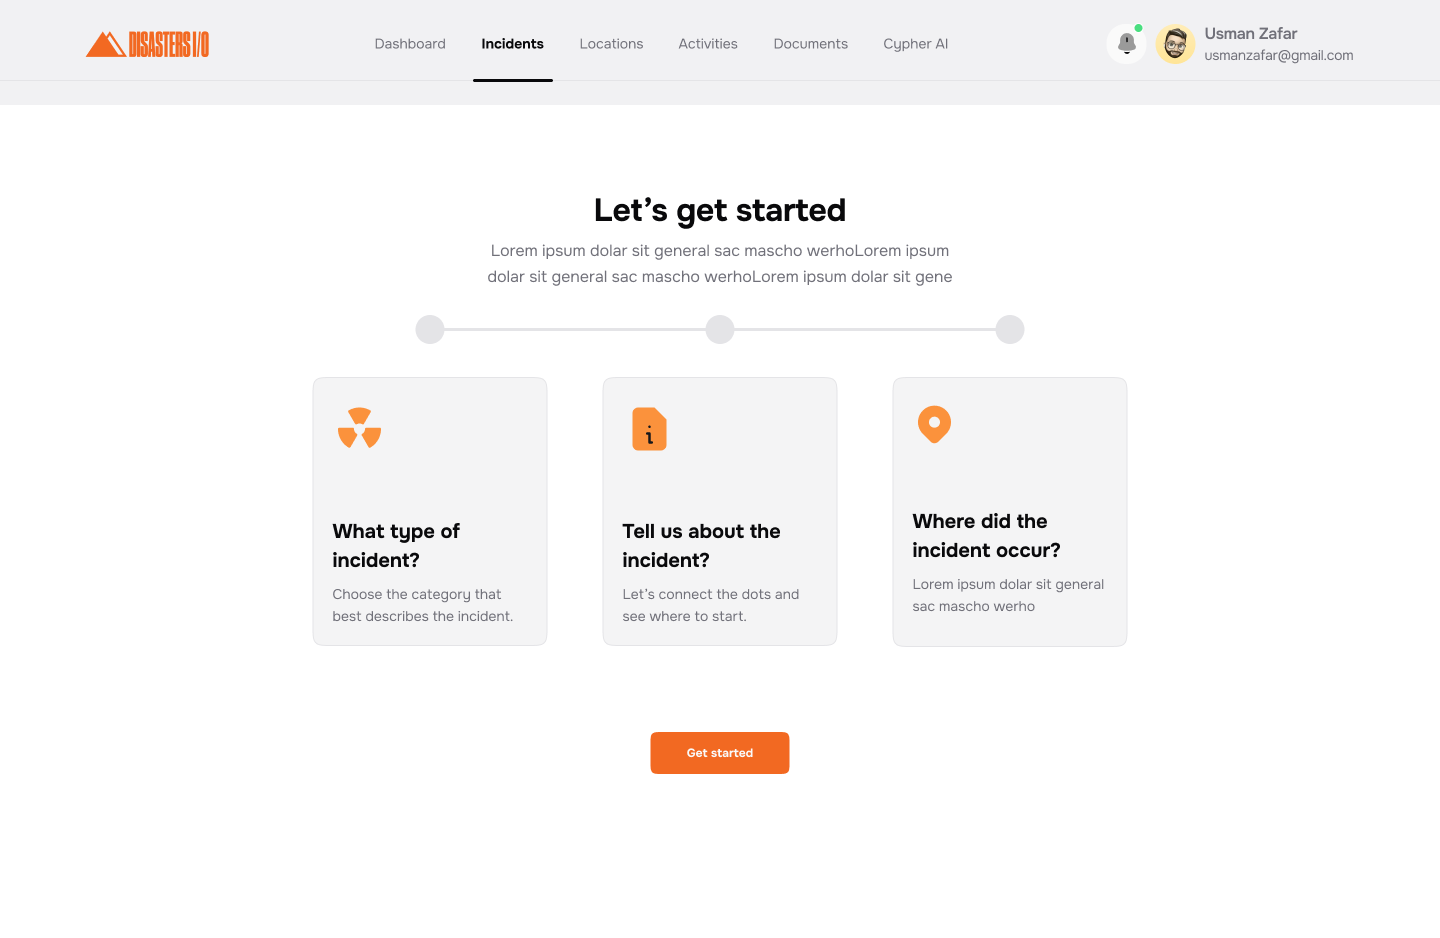 DISASTERS I/O
Dashboard
Incidents
Locations
Activities
Documents
Cypher AI
Usman Zafar
usmanzafar@gmail.com
Let’s get started
Lorem ipsum dolar sit general sac mascho werhoLorem ipsum
dolar sit general sac mascho werhoLorem ipsum dolar sit gene
What type of
incident?
Choose the category that
best describes the incident.
Tell us about the
incident?
Let’s connect the dots and
see where to start.
Where did the
incident occur?
Lorem ipsum dolar sit general
sac mascho werho
Get started